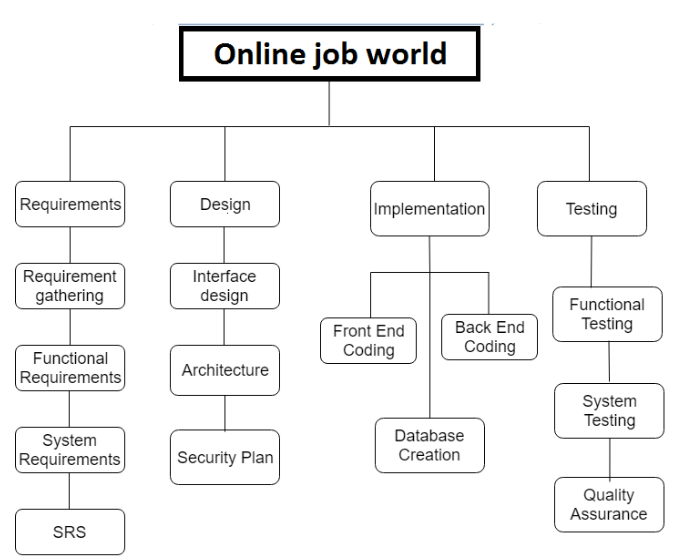 Online job world
Requirements
Design
Implementation
Testing
Requirement
gathering
Interface
design
Functional
Testing
Front End
Coding
Back End
Coding
Functional
Requirements
Architecture
System
Testing
System
Requirements
Security Plan
Database
Creation
Quality
Assurance
SRS